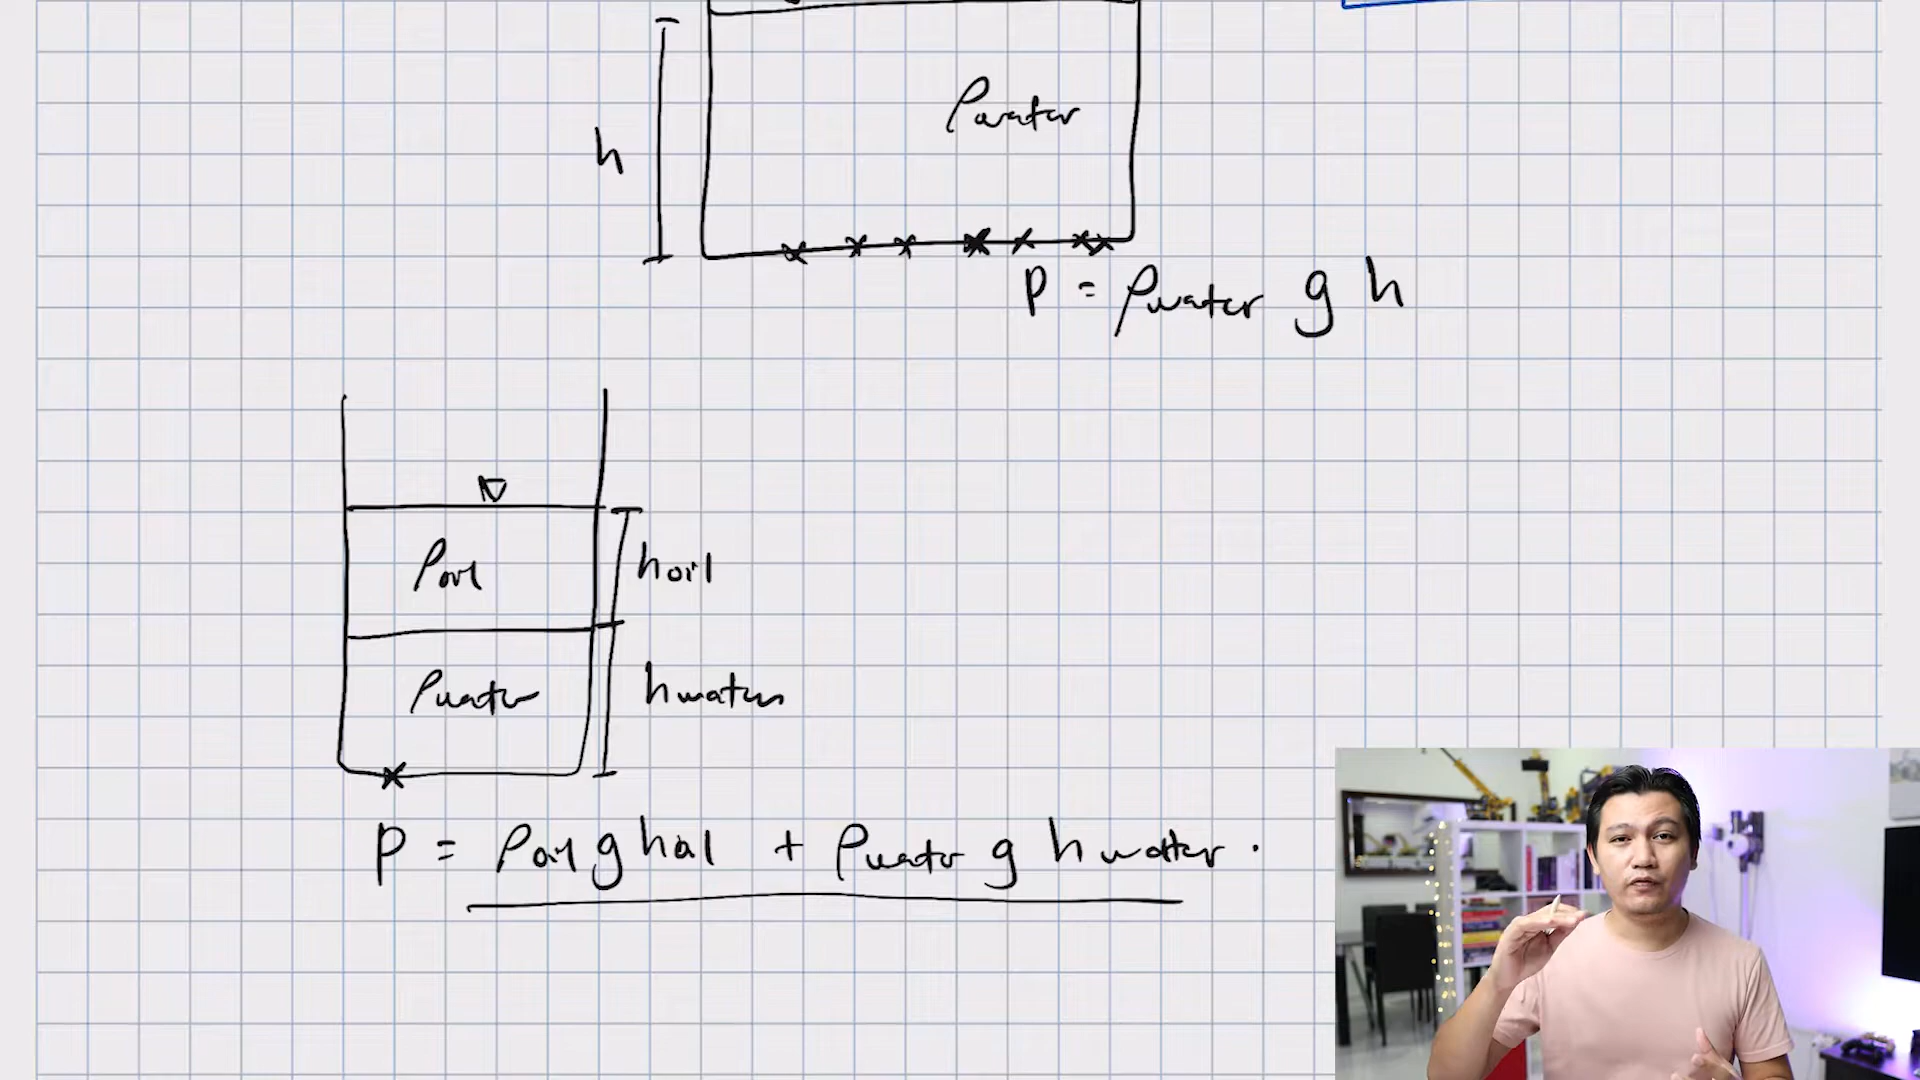 ρwater
h
P = ρwater g h
ρoil
hoil
ρwater
hwater
P = ρoil g hoil + ρwater g hwater.